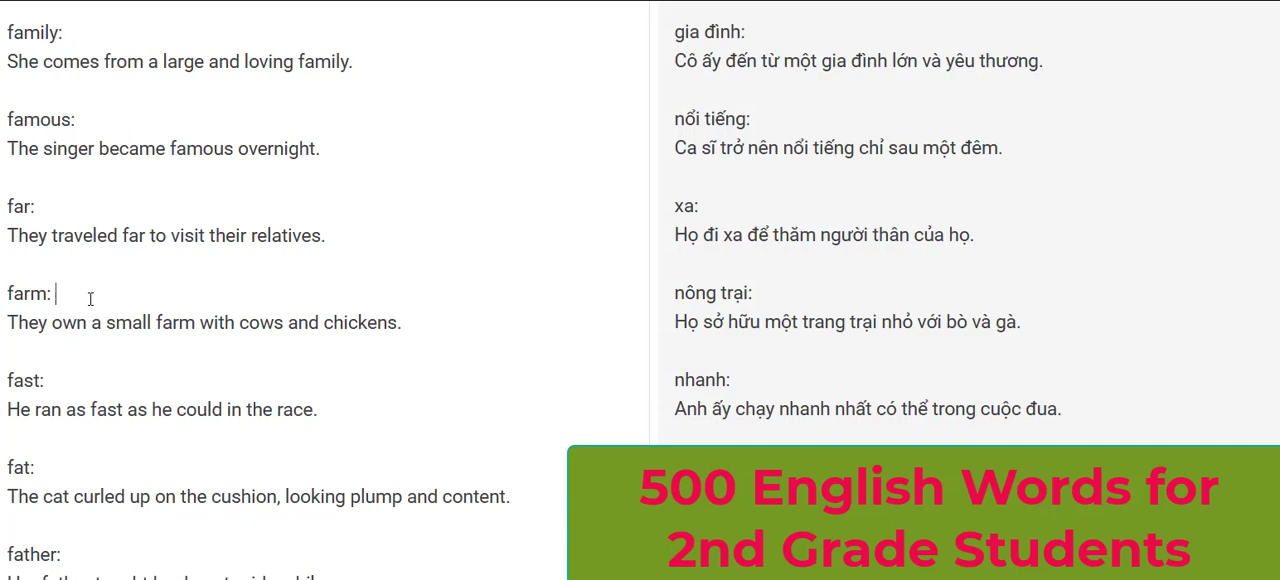 family:
She comes from a large and loving family.
famous:
The singer became famous overnight.
far:
They traveled far to visit their relatives.
farm:
They own a small farm with cows and chickens.
fast:
He ran as fast as he could in the race.
fat:
The cat curled up on the cushion, looking plump and content.
father:
gia đình:
Cô ấy đến từ một gia đình lớn và yêu thương.
nổi tiếng:
Ca sĩ trở nên nổi tiếng chỉ sau một đêm.
xa:
Họ đi xa để thăm người thân của họ.
nông trại:
Họ sở hữu một trang trại nhỏ với bò và gà.
nhanh:
Anh ấy chạy nhanh nhất có thể trong cuộc đua.
500 English Words for
2nd Grade Students